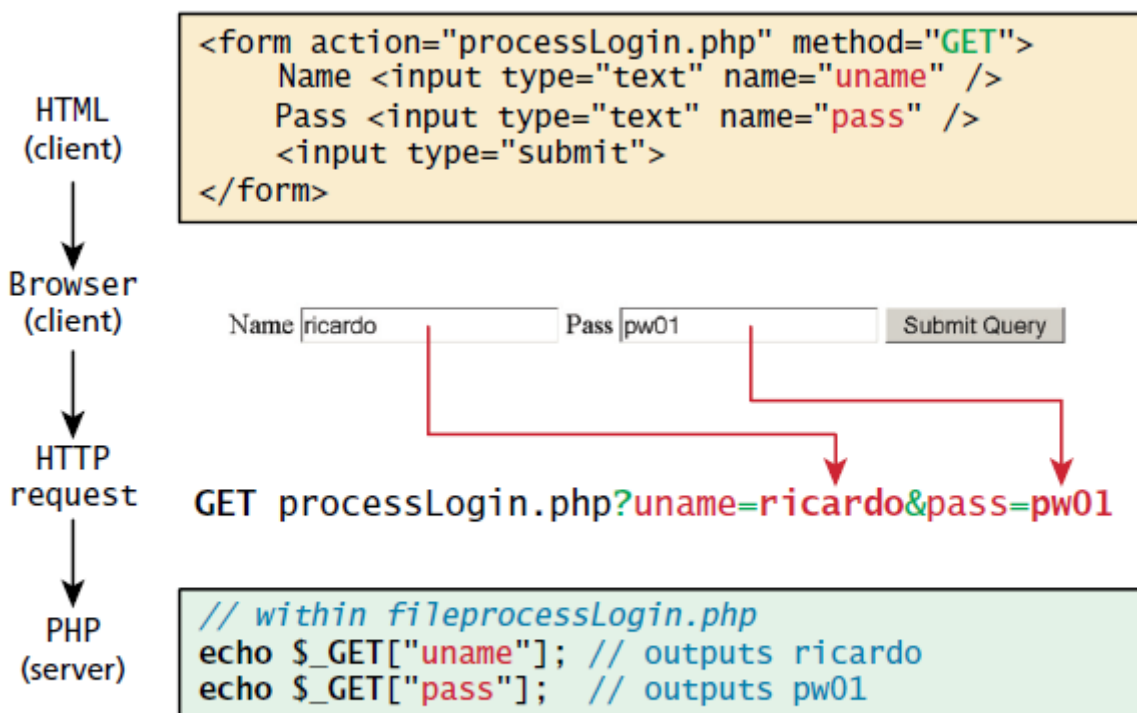 <form action="processLogin.php" method="GET">
Name <input type="text" name="uname" />
Pass <input type="text" name="pass" />
<input type="submit">
</form>
HTML
(client)
Browser
(client)
Name ricardo Pass pw01 Submit Query
HTTP
request
GET processLogin.php?uname=ricardo&pass=pw01
PHP
(server)
// within fileprocessLogin.php
echo $_GET["uname"]; // outputs ricardo
echo $_GET["pass"]; // outputs pw01